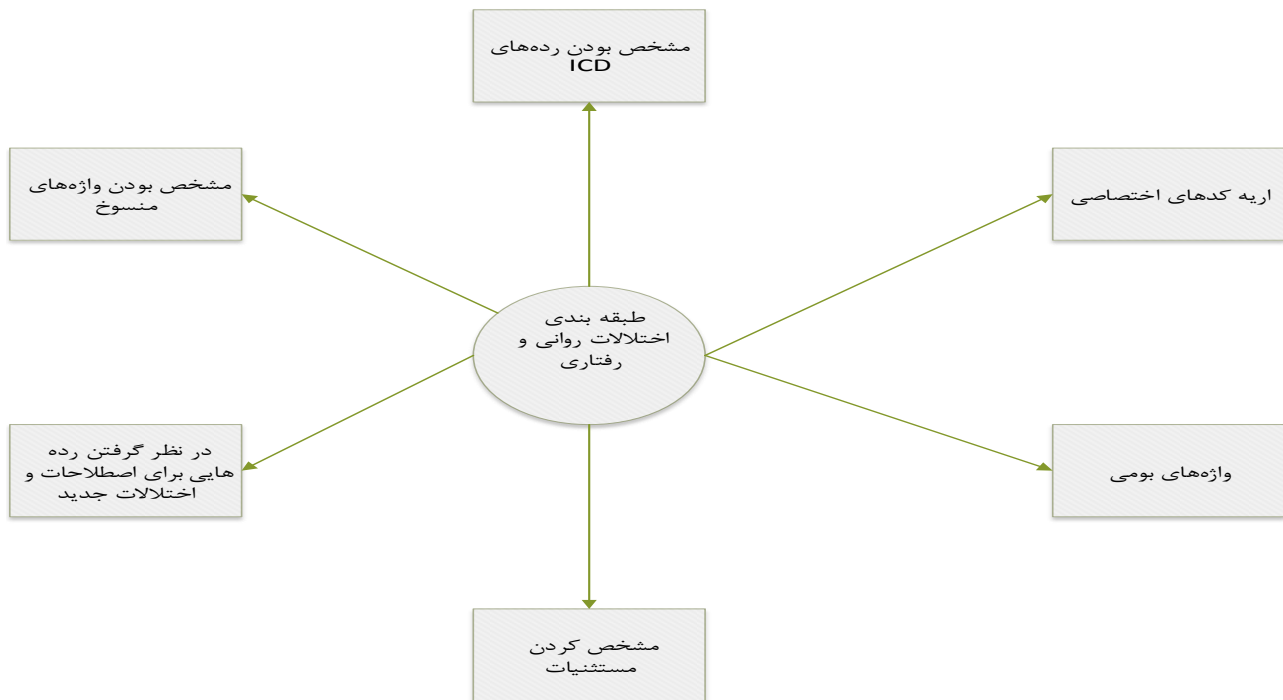 مشخص بودن رده‌های
ICD
مشخص بودن واژه‌های
منسوخ
اریه کدهای اختصاصی
طبقه بندی
اختلالات روانی و
رفتاری
در نظر گرفتن رده
هایی برای اصطلاحات و
اختلالات جدید
واژه‌های بومی
مشخص کردن
مستثنیات